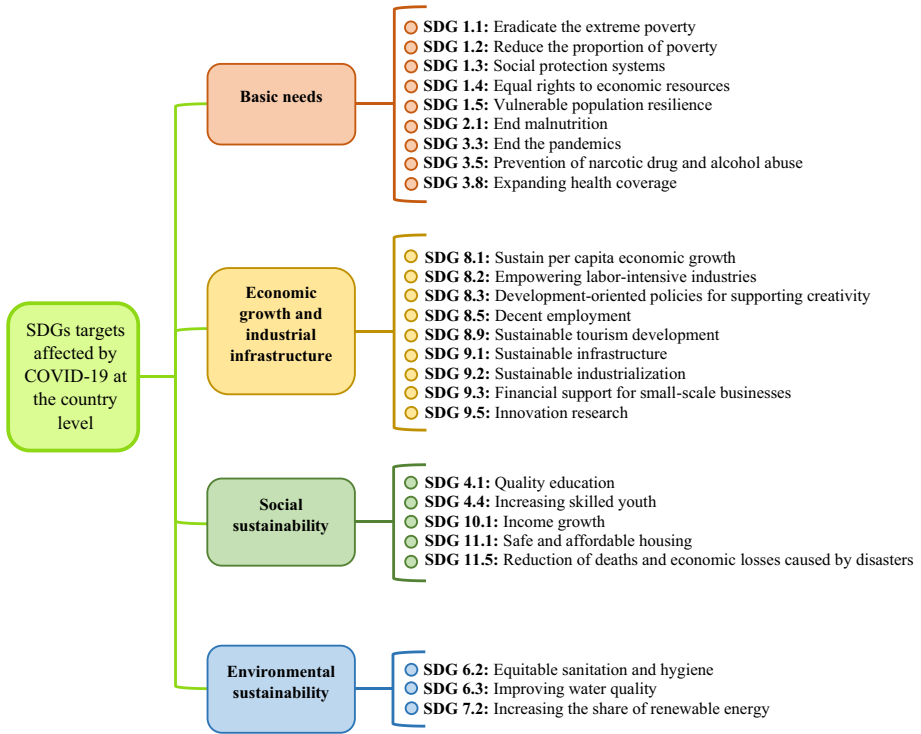 SDGs targets
affected by
COVID-19 at
the country
level
Basic needs
SDG 1.1: Eradicate the extreme poverty
SDG 1.2: Reduce the proportion of poverty
SDG 1.3: Social protection systems
SDG 1.4: Equal rights to economic resources
SDG 1.5: Vulnerable population resilience
SDG 2.1: End malnutrition
SDG 3.3: End the pandemics
SDG 3.5: Prevention of narcotic drug and alcohol abuse
SDG 3.8: Expanding health coverage
Economic
growth and
industrial
infrastructure
SDG 8.1: Sustain per capita economic growth
SDG 8.2: Empowering labor-intensive industries
SDG 8.3: Development-oriented policies for supporting creativity
SDG 8.5: Decent employment
SDG 8.9: Sustainable tourism development
SDG 9.1: Sustainable infrastructure
SDG 9.2: Sustainable industrialization
SDG 9.3: Financial support for small-scale businesses
SDG 9.5: Innovation research
Social
sustainability
SDG 4.1: Quality education
SDG 4.4: Increasing skilled youth
SDG 10.1: Income growth
SDG 11.1: Safe and affordable housing
SDG 11.5: Reduction of deaths and economic losses caused by disasters
Environmental
sustainability
SDG 6.2: Equitable sanitation and hygiene
SDG 6.3: Improving water quality
SDG 7.2: Increasing the share of renewable energy